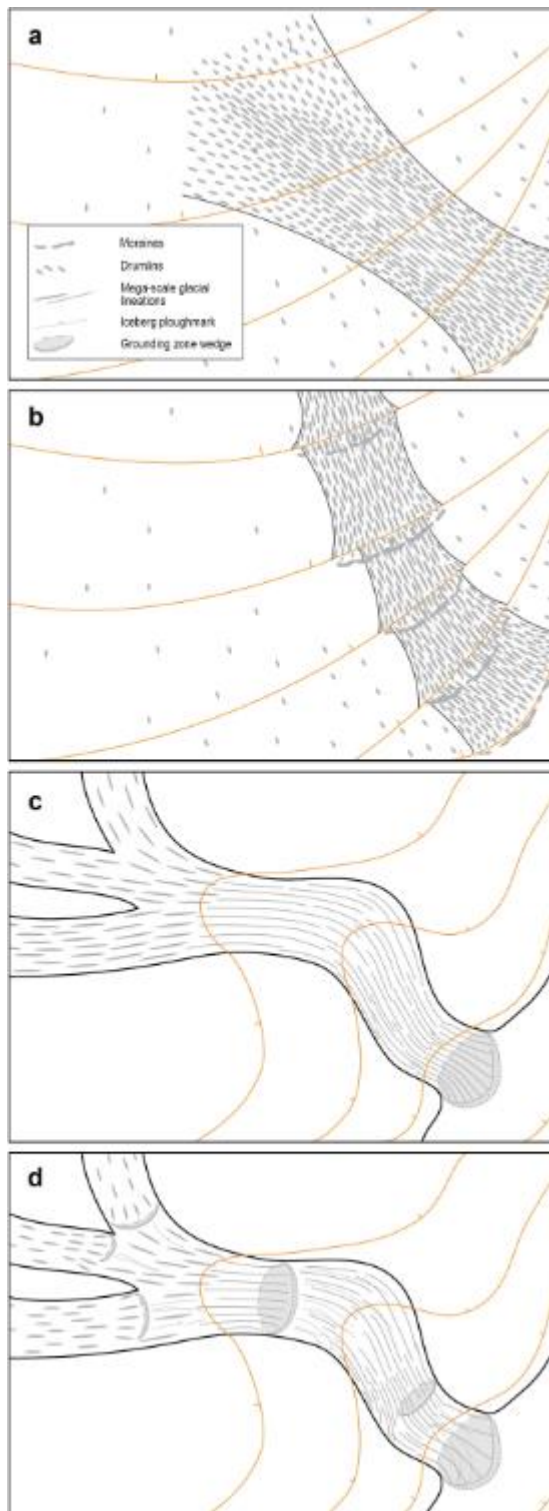 a
Moraines
Drumlins
Mega-scale glacial
lineations
Iceberg ploughmark
Grounding zone wedge
b
c
d